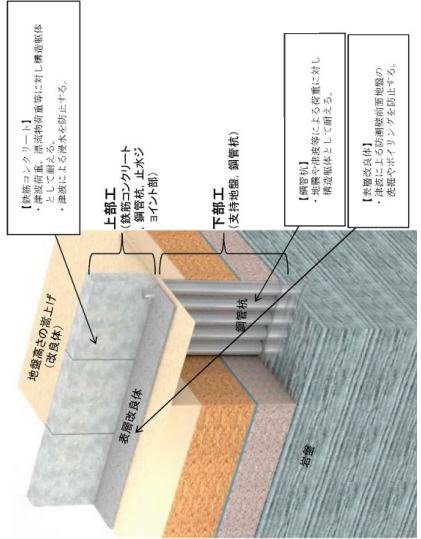 【鉄筋コンクリート】
・津波荷重、漂流物荷重等に対し構造躯体
として耐える。
・津波による浸水を防止する。
地盤高さの嵩上げ
(改良体)
上部工
(鉄筋コンクリート
、鋼管杭、止水ジ
ョイント部)
表層改良体
下部工
(支持地盤、鋼管杭)
鋼管杭
岩盤
【鋼管杭】
・地震や津波等による荷重に対し
構造躯体として耐える。
【表層改良体】
・津波による防潮壁前面地盤の
洗掘やボイリングを防止する。